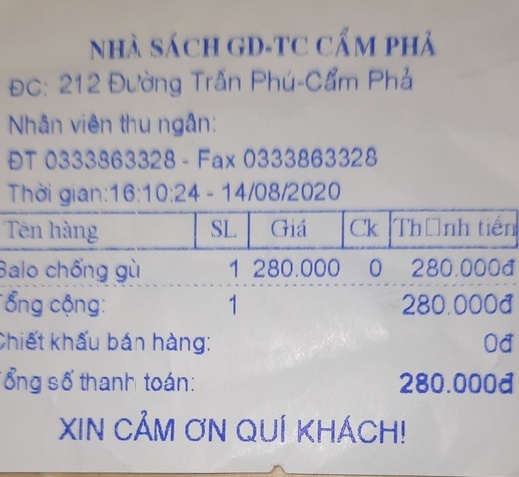 NHÀ SÁCH GD-TC CẨM PHẢ
ĐC: 212 Đường Trần Phú-Cẩm Phả
Nhân viên thu ngân:
ĐT 0333863328 - Fax 0333863328
Thời gian:16:10:24 - 14/08/2020
Tên hàng SL Giá Ck Th□nh tiền
Balo chống gù 1 280.000 0 280.000đ
Tổng cộng: 1 280.000đ
Chiết khấu bán hàng: 0đ
Tổng số thanh toán: 280.000đ
XIN CẢM ƠN QUÍ KHÁCH!